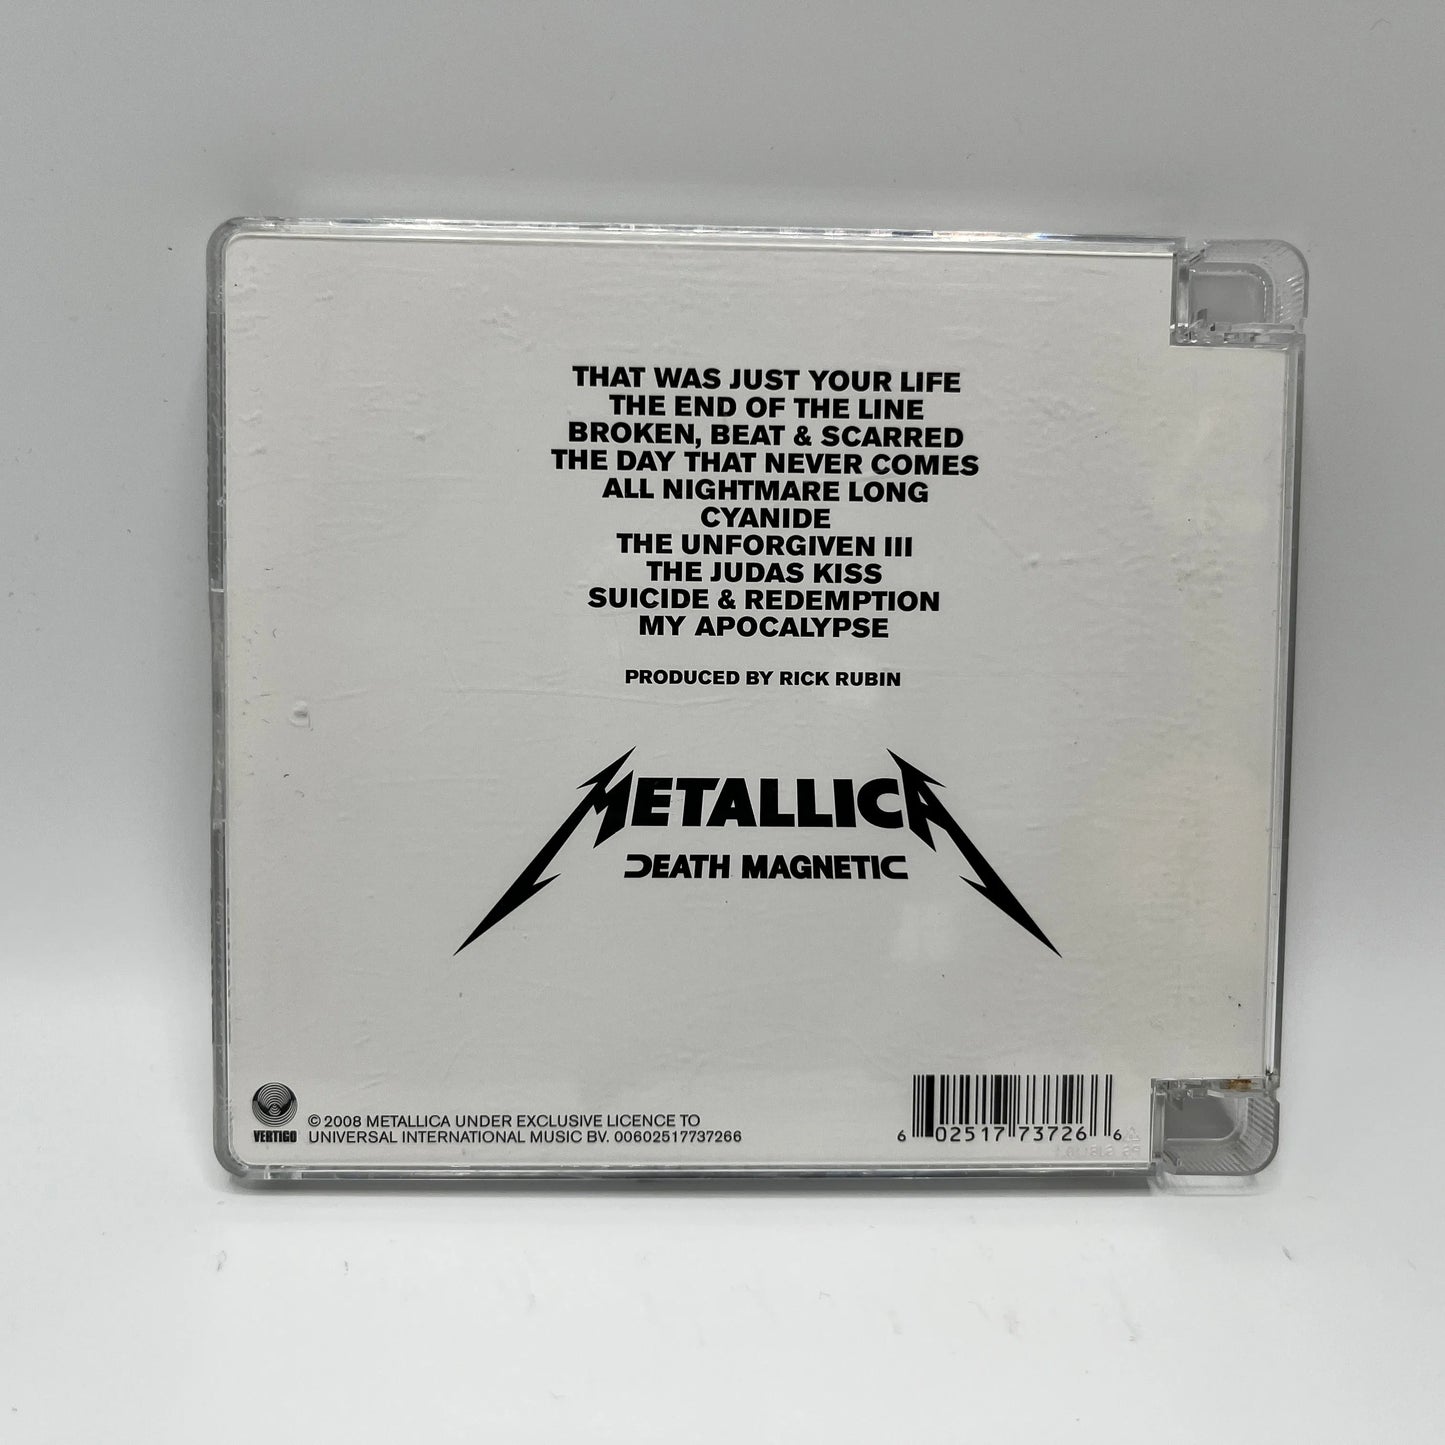 THAT WAS JUST YOUR LIFE
THE END OF THE LINE
BROKEN, BEAT & SCARRED
THE DAY THAT NEVER COMES
ALL NIGHTMARE LONG
CYANIDE
THE UNFORGIVEN III
THE JUDAS KISS
SUICIDE & REDEMPTION
MY APOCALYPSE
PRODUCED BY RICK RUBIN
METALLICA
DEATH MAGNETIC
VERTIGO
© 2008 METALLICA UNDER EXCLUSIVE LICENCE TO
UNIVERSAL INTERNATIONAL MUSIC BV. 00602517737266
6 02517 73726 6